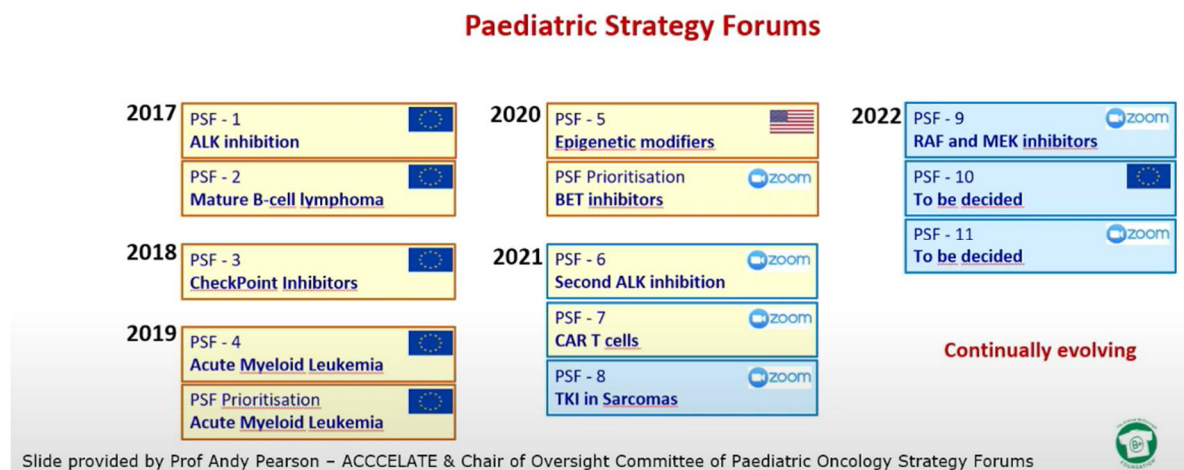 Paediatric Strategy Forums
2017
PSF - 1
ALK inhibition
PSF - 2
Mature B-cell lymphoma
2018
PSF - 3
CheckPoint Inhibitors
2019
PSF - 4
Acute Myeloid Leukemia
PSF Prioritisation
Acute Myeloid Leukemia
2020
PSF - 5
Epigenetic modifiers
PSF Prioritisation
zoom
BET inhibitors
2021
PSF - 6
zoom
Second ALK inhibition
PSF - 7
zoom
CAR T cells
PSF - 8
zoom
TKI in Sarcomas
2022
PSF - 9
zoom
RAF and MEK inhibitors
PSF - 10
To be decided
PSF - 11
zoom
To be decided
Continually evolving
B+
FOUNDATION
Slide provided by Prof Andy Pearson – ACCCELATE & Chair of Oversight Committee of Paediatric Oncology Strategy Forums